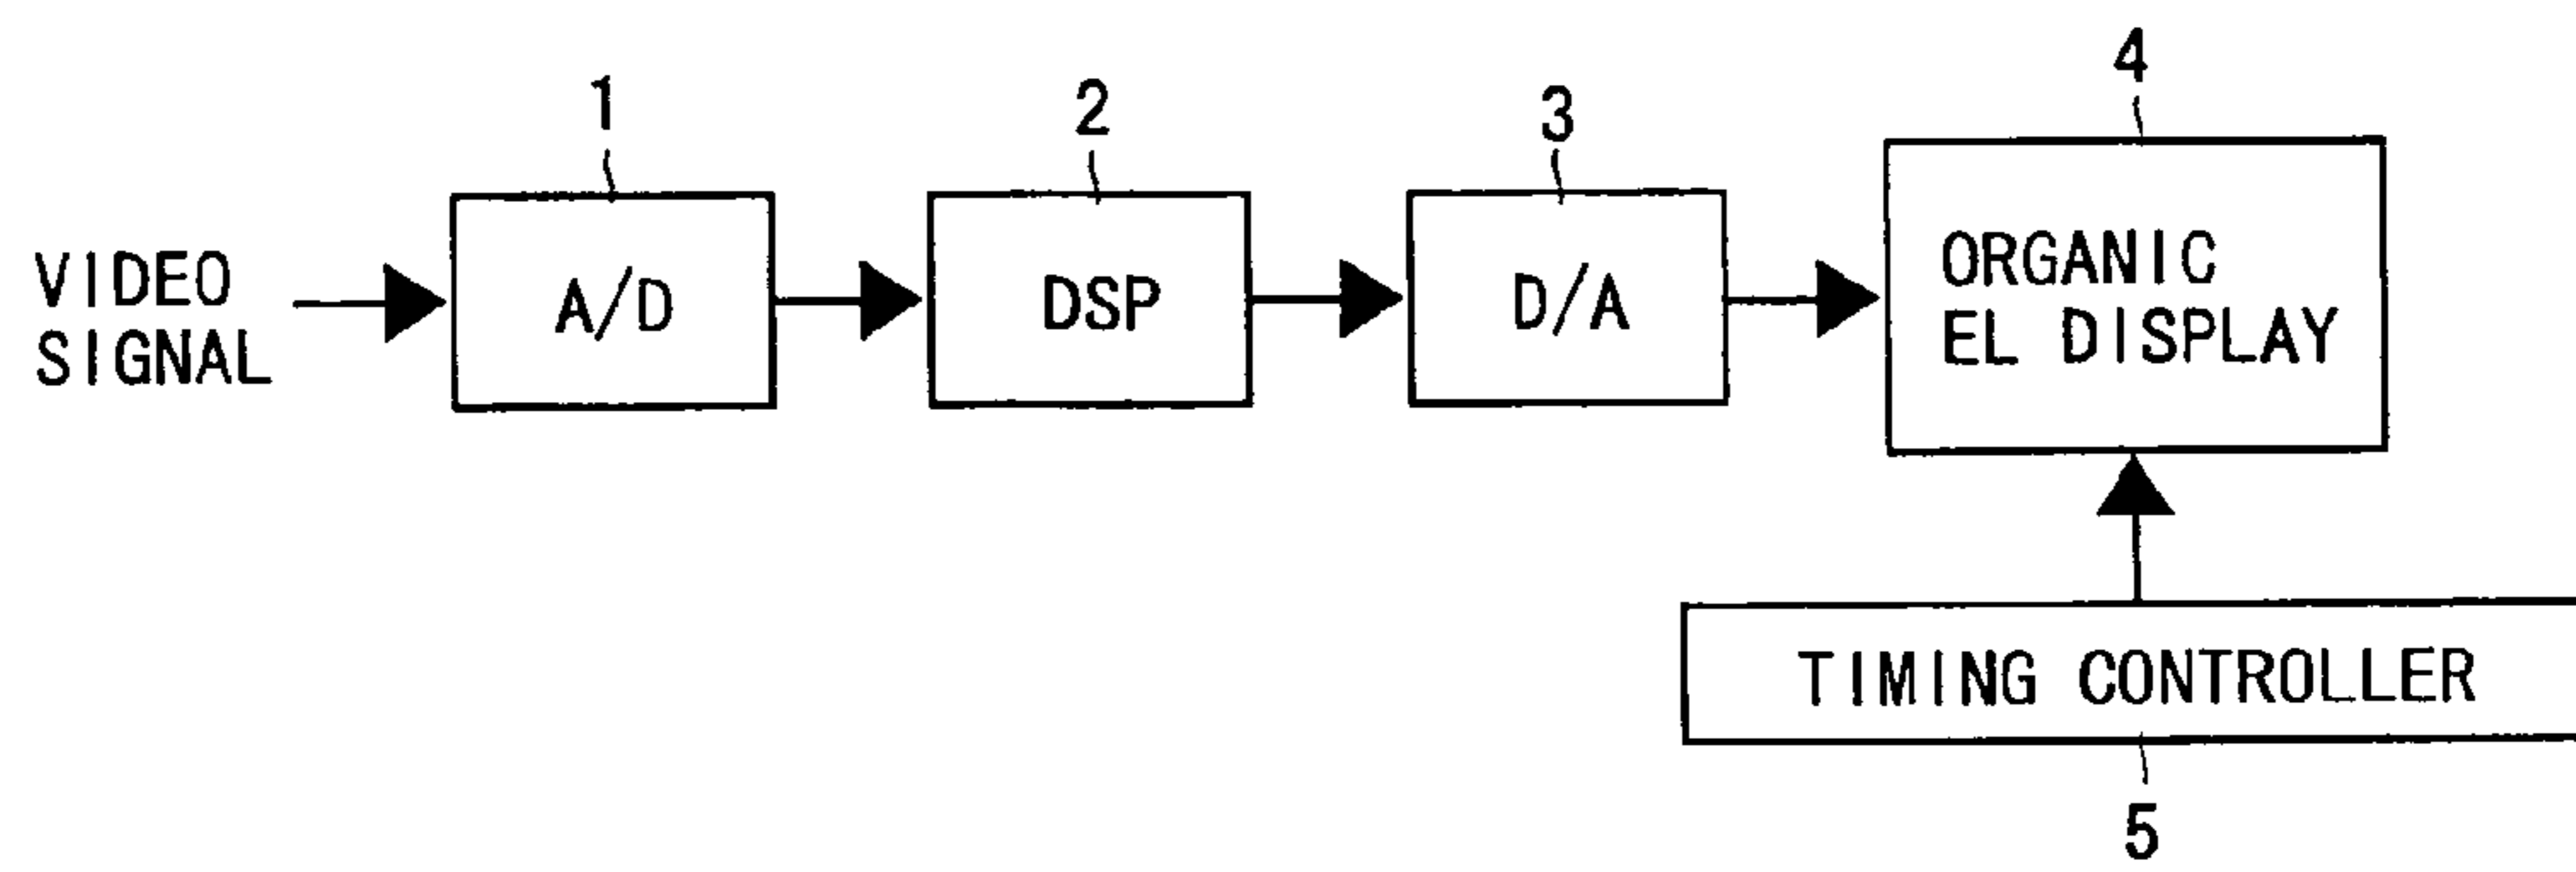 1
2
3
4
VIDEO
SIGNAL
A/D
DSP
D/A
ORGANIC
EL DISPLAY
TIMING CONTROLLER
5